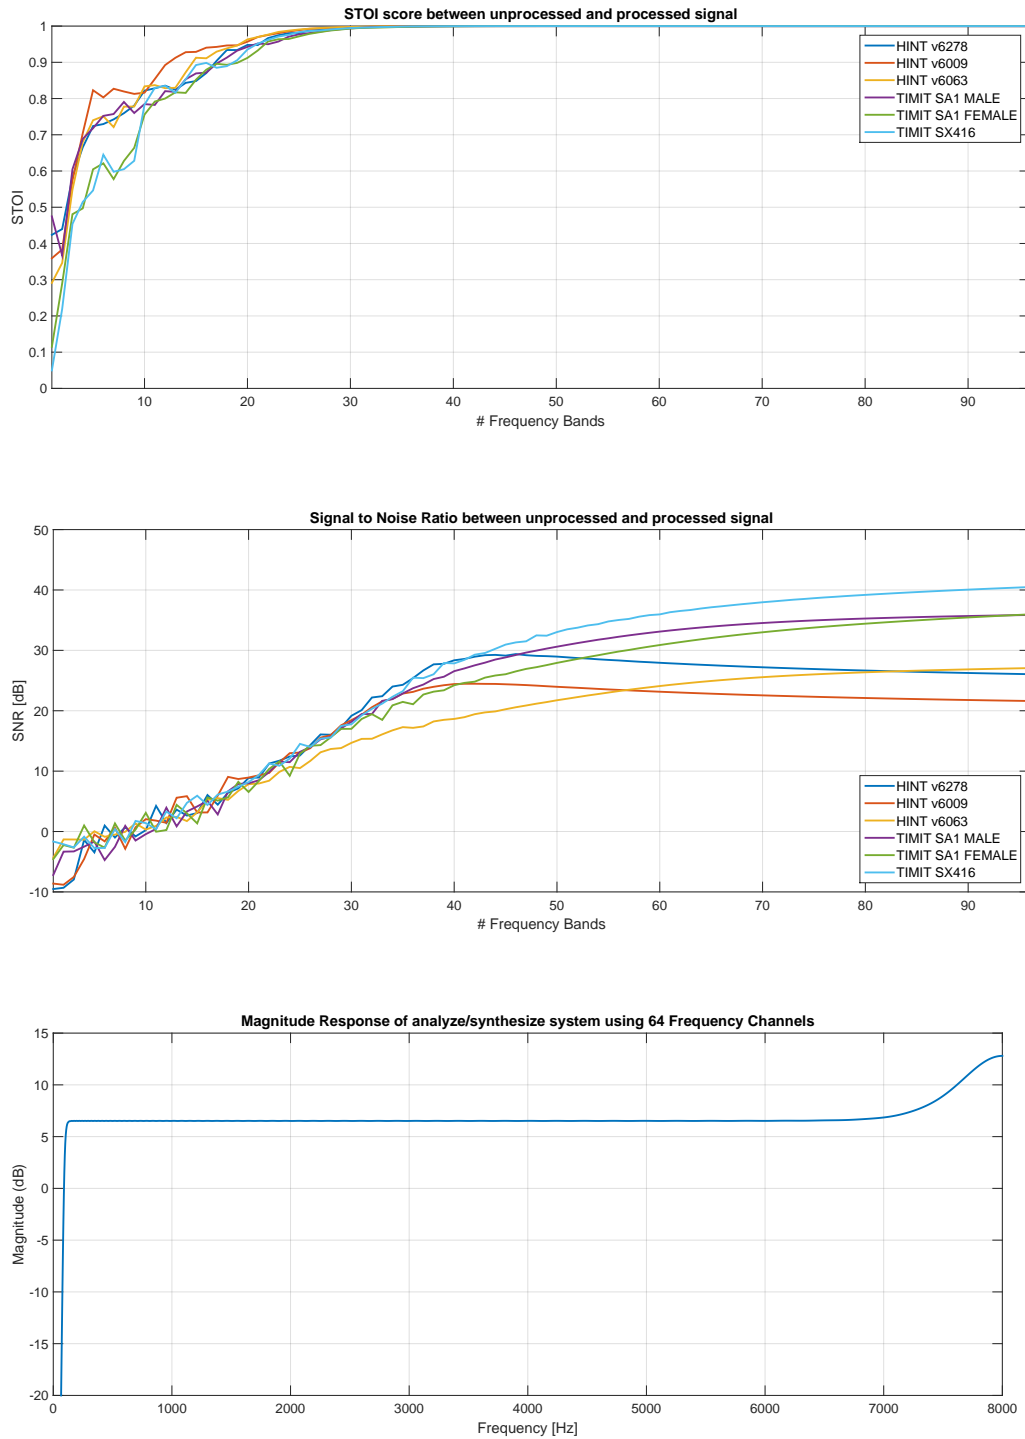 STOI score between unprocessed and processed signal
1
0.9
0.8
0.7
0.6
0.5
0.4
0.3
0.2
0.1
0
STOI
10 20 30 40 50 60 70 80 90
# Frequency Bands
HINT v6278
HINT v6009
HINT v6063
TIMIT SA1 MALE
TIMIT SA1 FEMALE
TIMIT SX416
Signal to Noise Ratio between unprocessed and processed signal
50
40
30
20
10
0
-10
SNR [dB]
10 20 30 40 50 60 70 80 90
# Frequency Bands
HINT v6278
HINT v6009
HINT v6063
TIMIT SA1 MALE
TIMIT SA1 FEMALE
TIMIT SX416
Magnitude Response of analyze/synthesize system using 64 Frequency Channels
15
10
5
0
-5
-10
-15
-20
Magnitude (dB)
0 1000 2000 3000 4000 5000 6000 7000 8000
Frequency [Hz]